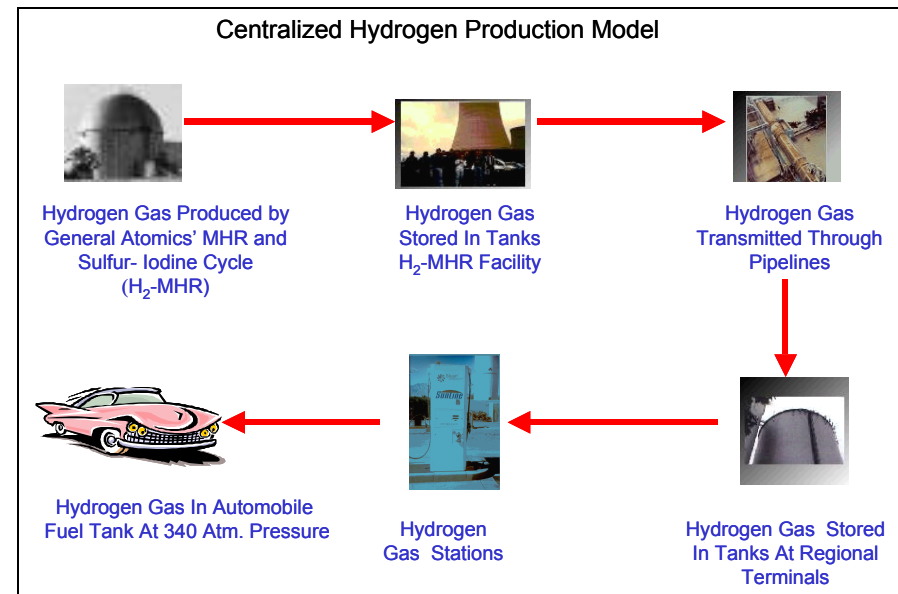 Centralized Hydrogen Production Model
Hydrogen Gas Produced by
General Atomics' MHR and
Sulfur- Iodine Cycle
(H2-MHR)
Hydrogen Gas
Stored In Tanks
H2-MHR Facility
Hydrogen Gas
Transmitted Through
Pipelines
Hydrogen Gas Stored
In Tanks At Regional
Terminals
Hydrogen
Gas Stations
Hydrogen Gas In Automobile
Fuel Tank At 340 Atm. Pressure